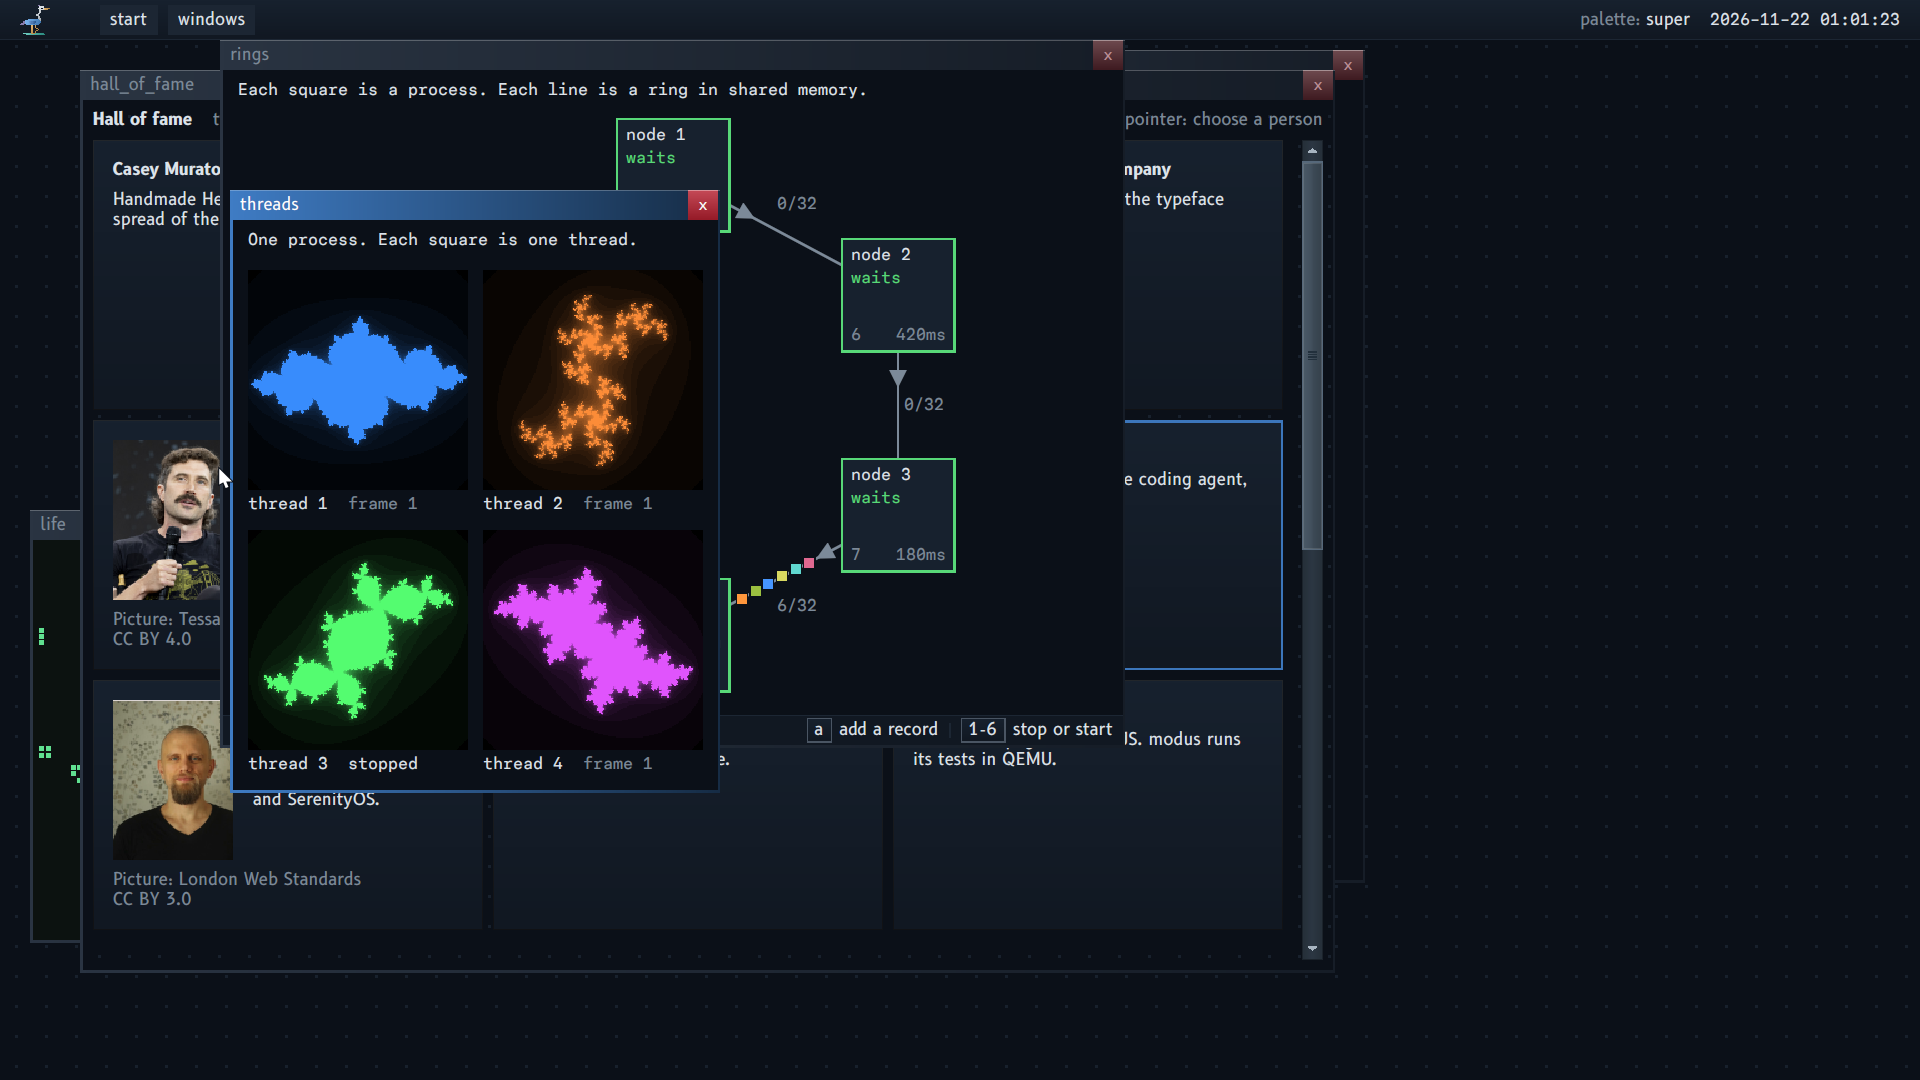 start
windows
palette: super 2026-11-22 01:01:23
rings
x
x
hall_of_fame
x
Each square is a process. Each line is a ring in shared memory.
Hall of fame
pointer: choose a person
node 1
waits
Casey Murato
mpany
Handmade He
the typeface
spread of the
0/32
threads
x
One process. Each square is one thread.
node 2
waits
6 420ms
0/32
node 3
waits
7 180ms
e coding agent,
thread 1 frame 1
thread 2 frame 1
life
6/32
Picture: Tessa
CC BY 4.0
a add a record
1-6 stop or start
JS. modus runs
its tests in QEMU.
e.
thread 3 stopped
thread 4 frame 1
and SerenityOS.
Picture: London Web Standards
CC BY 3.0